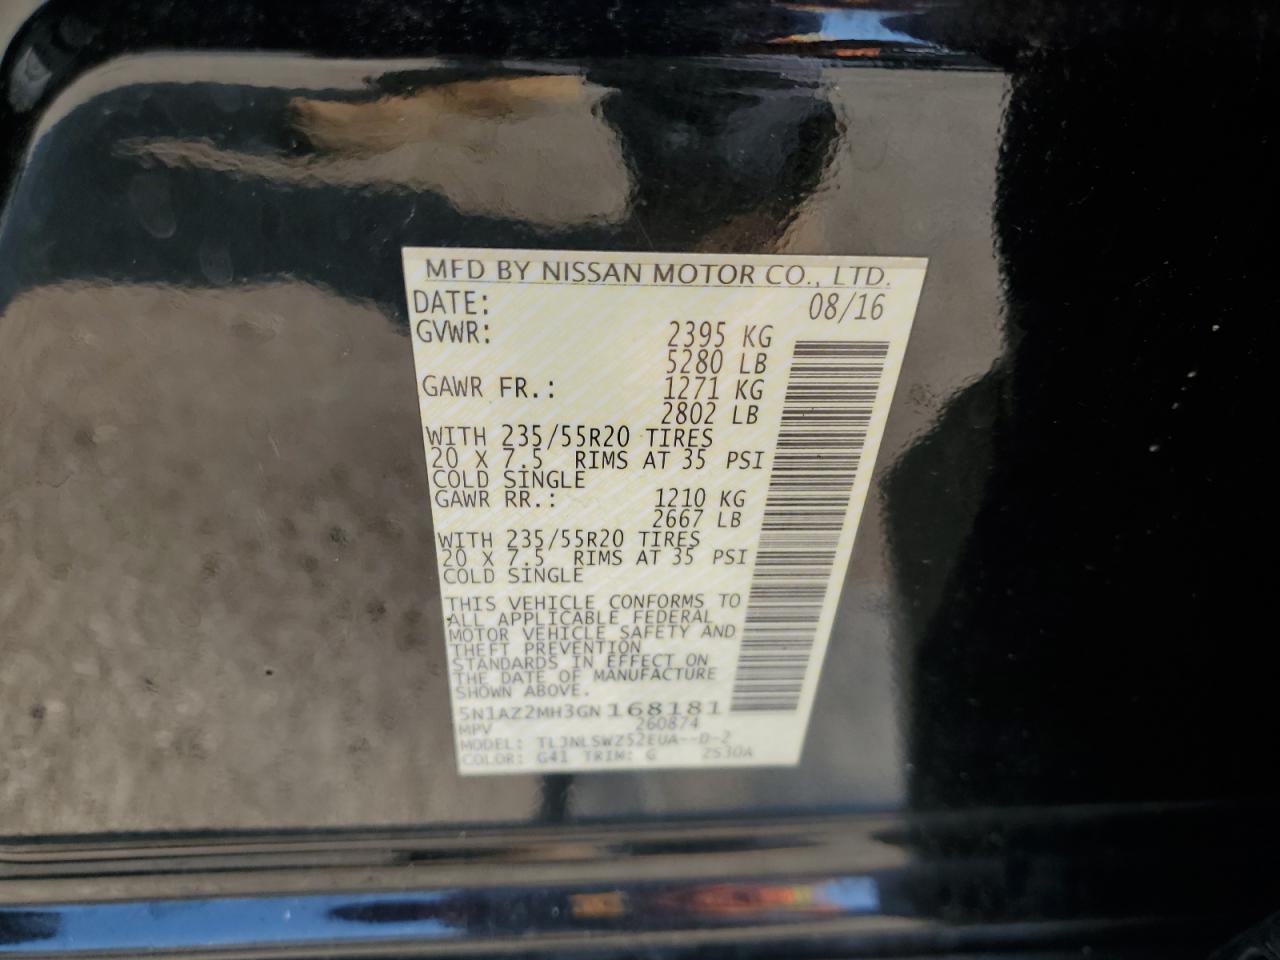 MFD BY NISSAN MOTOR CO., LTD.
DATE: 08/16
GVWR: 2395 KG
5280 LB
GAWR FR.: 1271 KG
2802 LB
WITH 235/55R20 TIRES
20 X 7.5 RIMS AT 35 PSI
COLD SINGLE
GAWR RR.: 1210 KG
2667 LB
WITH 235/55R20 TIRES
20 X 7.5 RIMS AT 35 PSI
COLD SINGLE
THIS VEHICLE CONFORMS TO
ALL APPLICABLE FEDERAL
MOTOR VEHICLE SAFETY AND
THEFT PREVENTION
STANDARDS IN EFFECT ON
THE DATE OF MANUFACTURE
SHOWN ABOVE.
5N1AZ2MH3GN168181
MPV 260874
MODEL: TLJNLSWZ52EUA--D-2
COLOR: G41 TRIM: G 2S30A